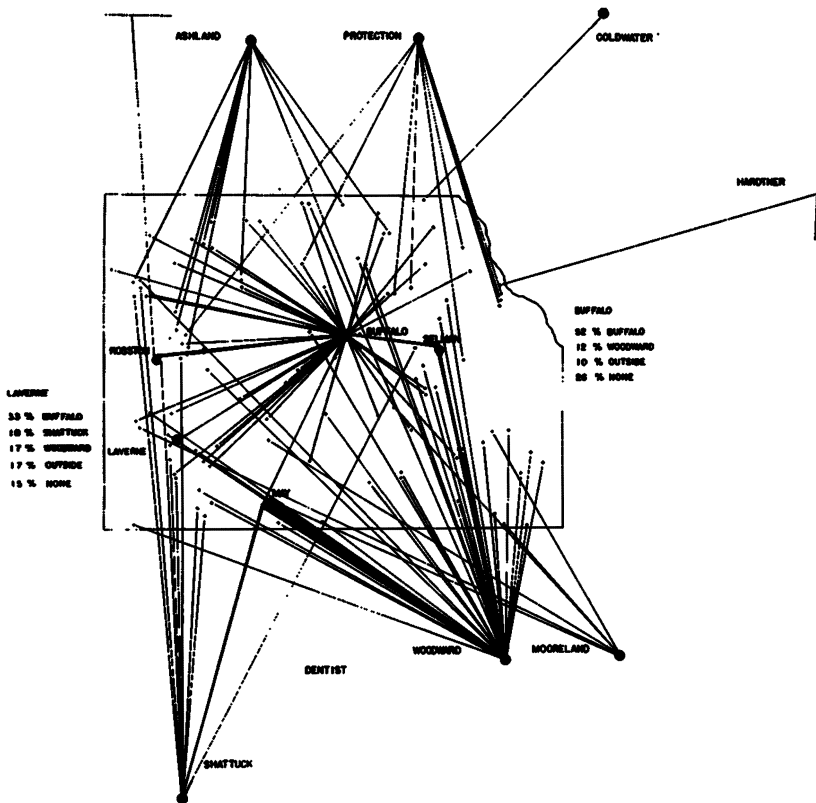 ASHLAND
PROTECTION
COLDWATER
HARDTNER
BUFFALO
ROSSTON
BUFFALO
52 % BUFFALO
12 % WOODWARD
10 % OUTSIDE
26 % NONE
LAVERNE
33 % BUFFALO
18 % SHATTUCK
17 % WOODWARD
17 % OUTSIDE
15 % NONE
LAVERNE
MAY
WOODWARD
MOORELAND
DENTIST
SHATTUCK